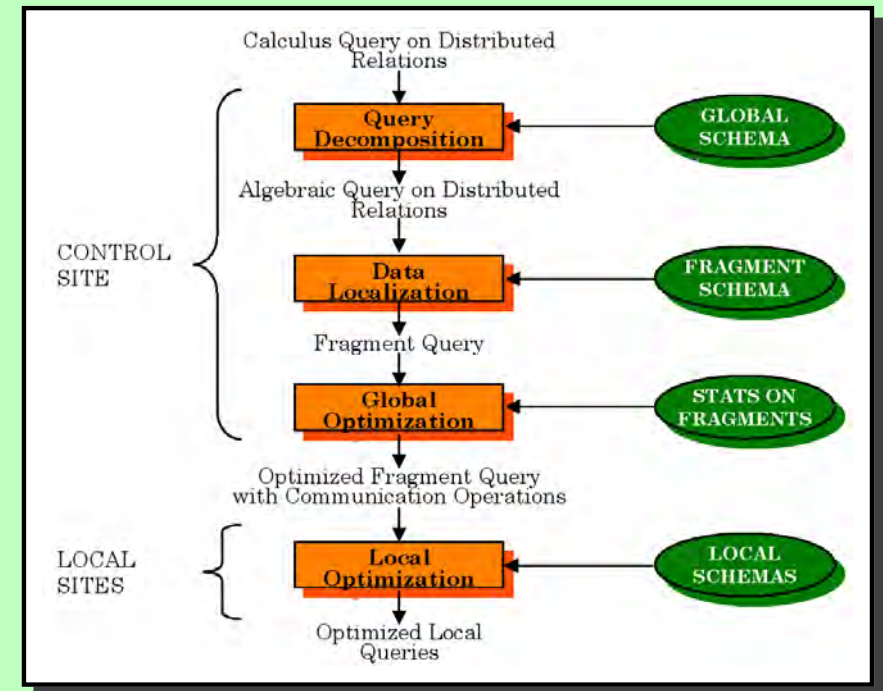 Calculus Query on Distributed
Relations
Query
Decomposition
GLOBAL
SCHEMA
Algebraic Query on Distributed
Relations
CONTROL
SITE
Data
Localization
FRAGMENT
SCHEMA
Fragment Query
Global
Optimization
STATS ON
FRAGMENTS
Optimized Fragment Query
with Communication Operations
LOCAL
SITES
Local
Optimization
LOCAL
SCHEMAS
Optimized Local
Queries